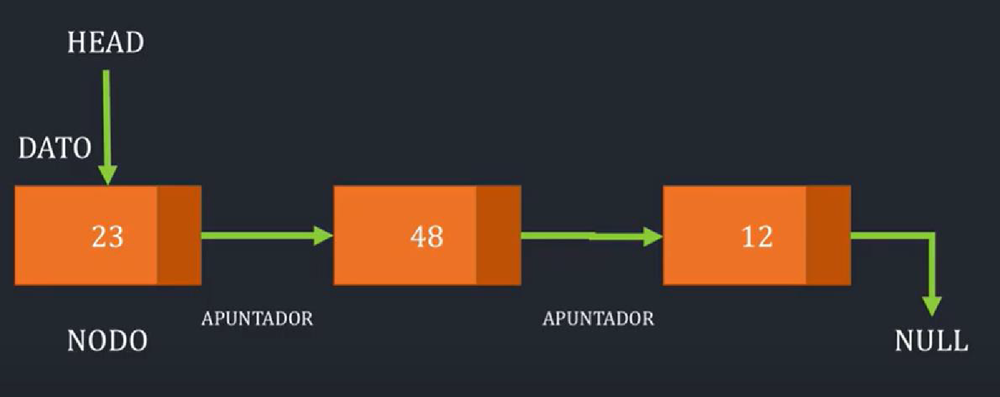 HEAD
DATO
23
48
12
APUNTADOR
APUNTADOR
NODO
NULL